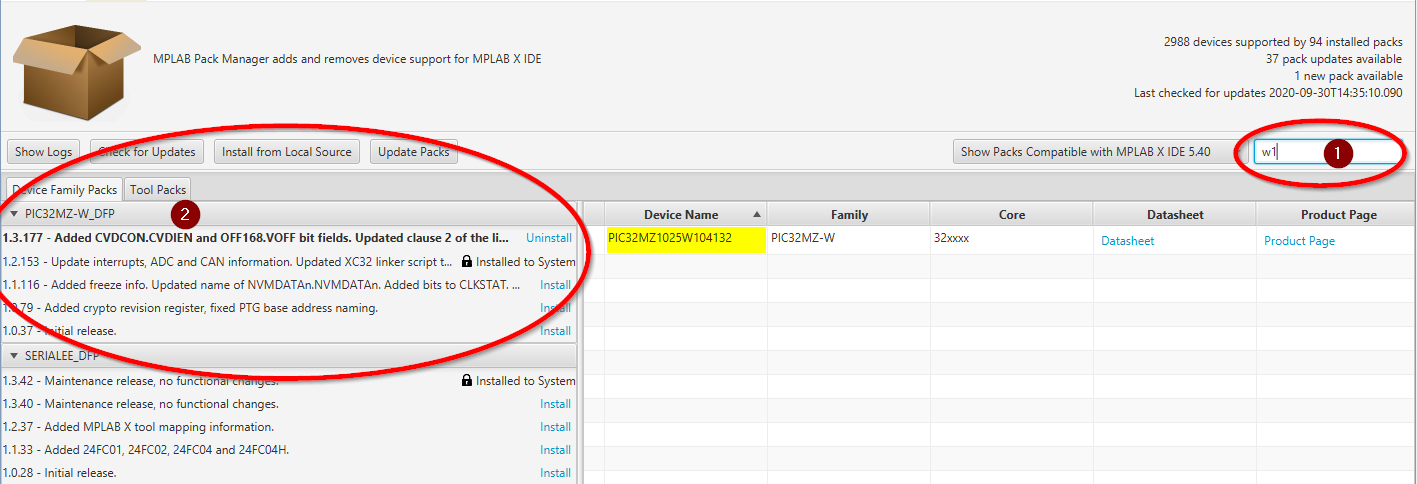 2988 devices supported by 94 installed packs
MPLAB Pack Manager adds and removes device support for MPLAB X IDE
37 pack updates available
1 new pack available
Last checked for updates 2020-09-30T14:35:10.090
Show Logs Check for Updates Install from Local Source Update Packs Show Packs Compatible with MPLAB X IDE 5.40 w1 1
Device Family Packs Tool Packs
PIC32MZ-W_DFP 2
1.3.177 - Added CVDCON.CVDIEN and OFF168.VOFF bit fields. Updated clause 2 of the li... Uninstall
1.2.153 - Update interrupts, ADC and CAN information. Updated XC32 linker script t... Installed to System
1.1.116 - Added freeze info. Updated name of NVMDATAn.NVMDATAn. Added bits to CLKSTAT. ... Install
1.0.79 - Added crypto revision register, fixed PTG base address naming. Install
1.0.37 - Initial release. Install
SERIALEE_DFP
1.3.42 - Maintenance release, no functional changes. Installed to System
1.3.40 - Maintenance release, no functional changes. Install
1.2.37 - Added MPLAB X tool mapping information. Install
1.1.33 - Added 24FC01, 24FC02, 24FC04 and 24FC04H. Install
1.0.28 - Initial release. Install
Device Name Family Core Datasheet Product Page
PIC32MZ1025W104132 PIC32MZ-W 32xxxx Datasheet Product Page